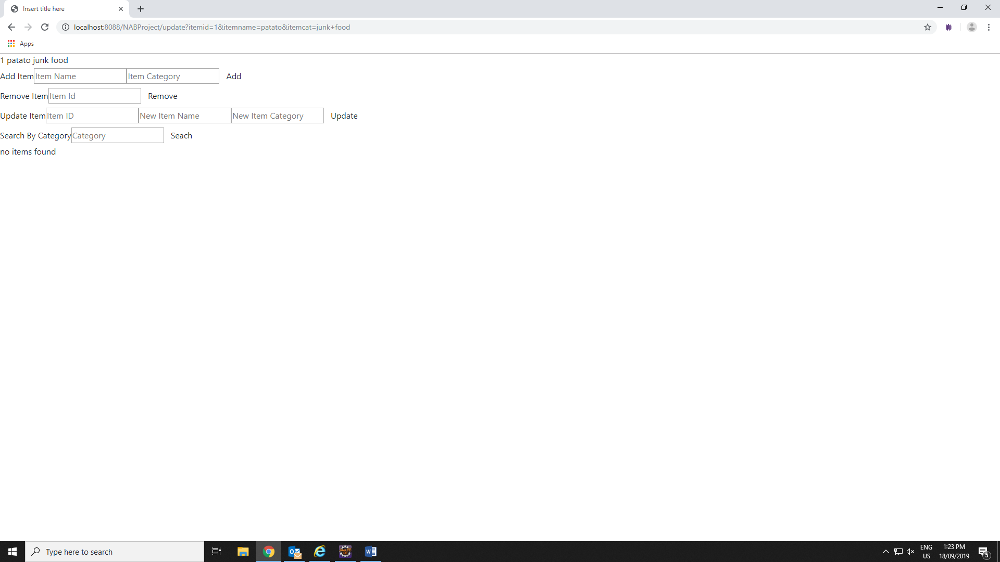 Insert title here
localhost:8088/NABProject/update?itemid=1&itemname=patato&itemcat=junk+food
Apps
1 patato junk food
Add Item Item Name Item Category Add
Remove Item Item Id Remove
Update Item Item ID New Item Name New Item Category Update
Search By Category Category Seach
no items found
Type here to search
ENG 1:23 PM
US 18/09/2019 5